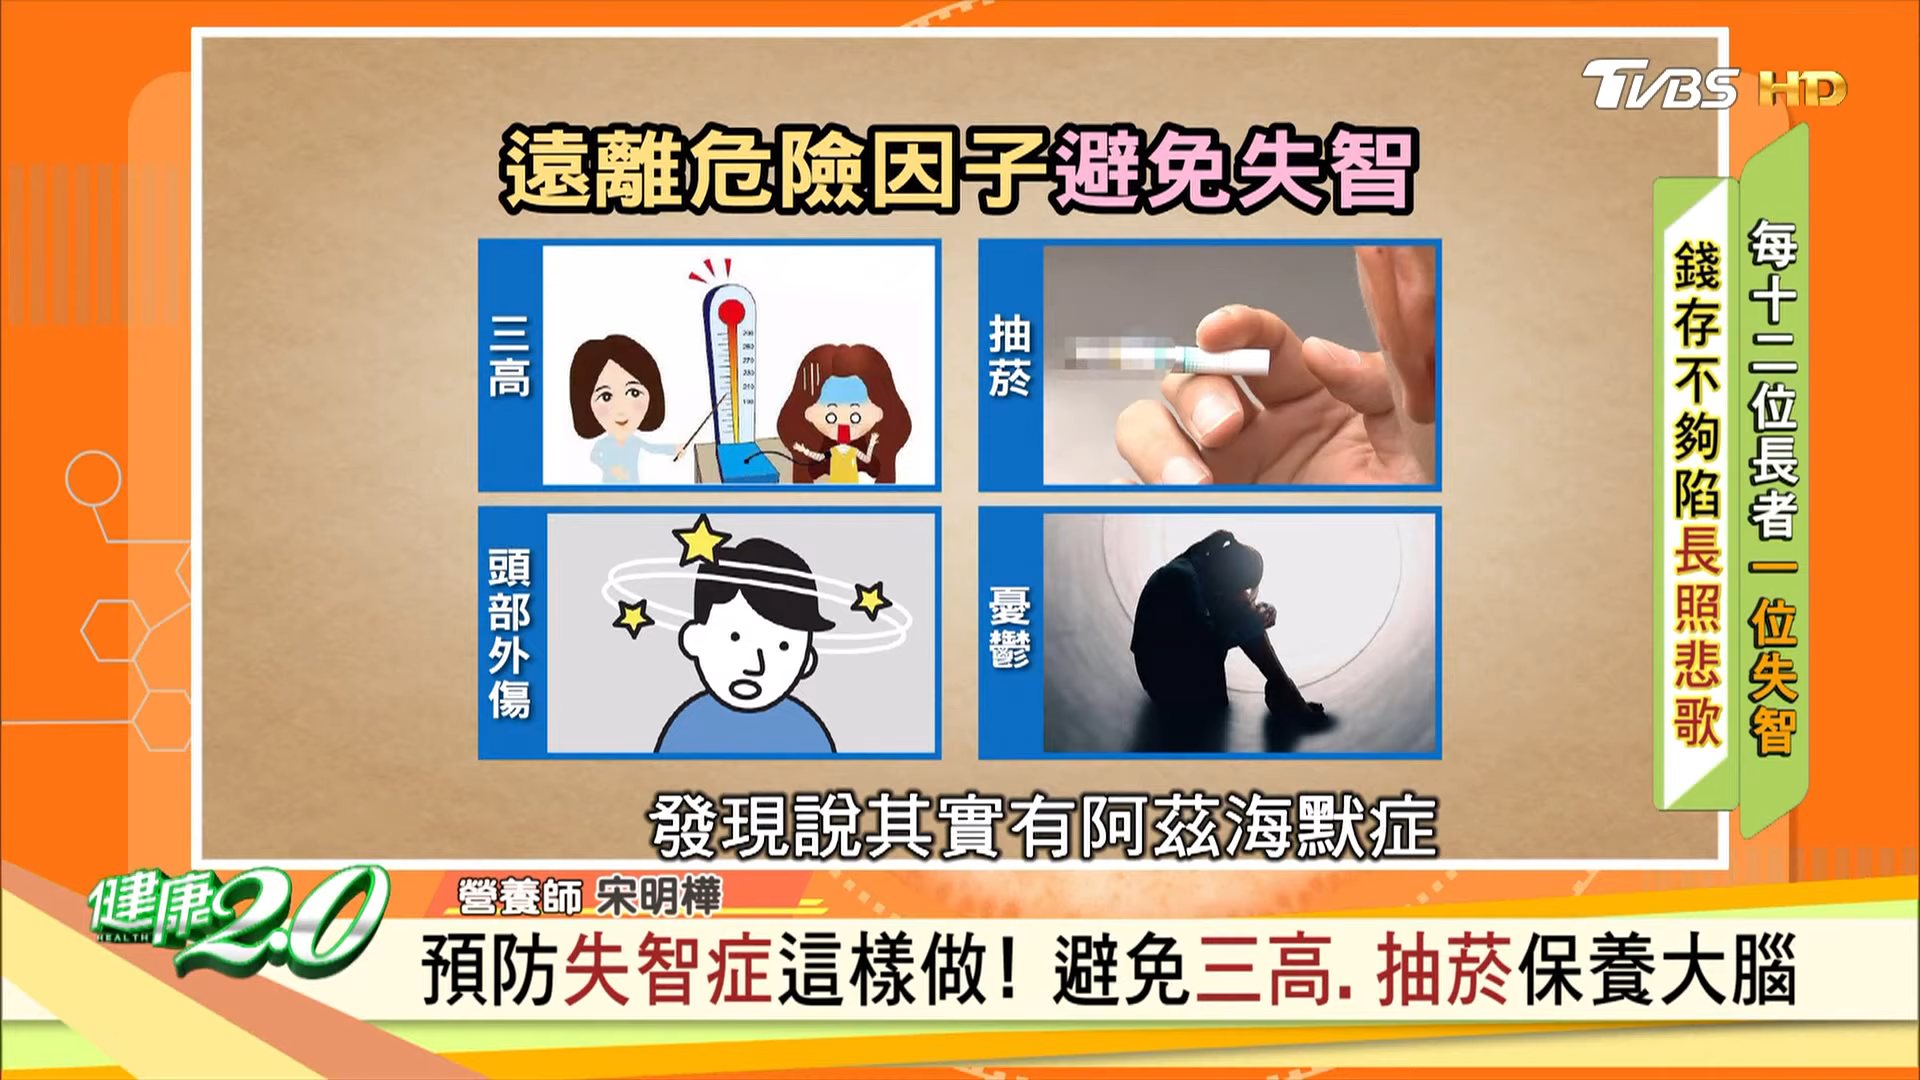 TVBS HD
遠離危險因子避免失智
三高
抽菸
頭部外傷
憂鬱
每十二位長者一位失智
錢存不夠陷長照悲歌
發現說其實有阿茲海默症
健康2.0
HEALTH
營養師 宋明樺
預防失智症這樣做! 避免三高.抽菸保養大腦